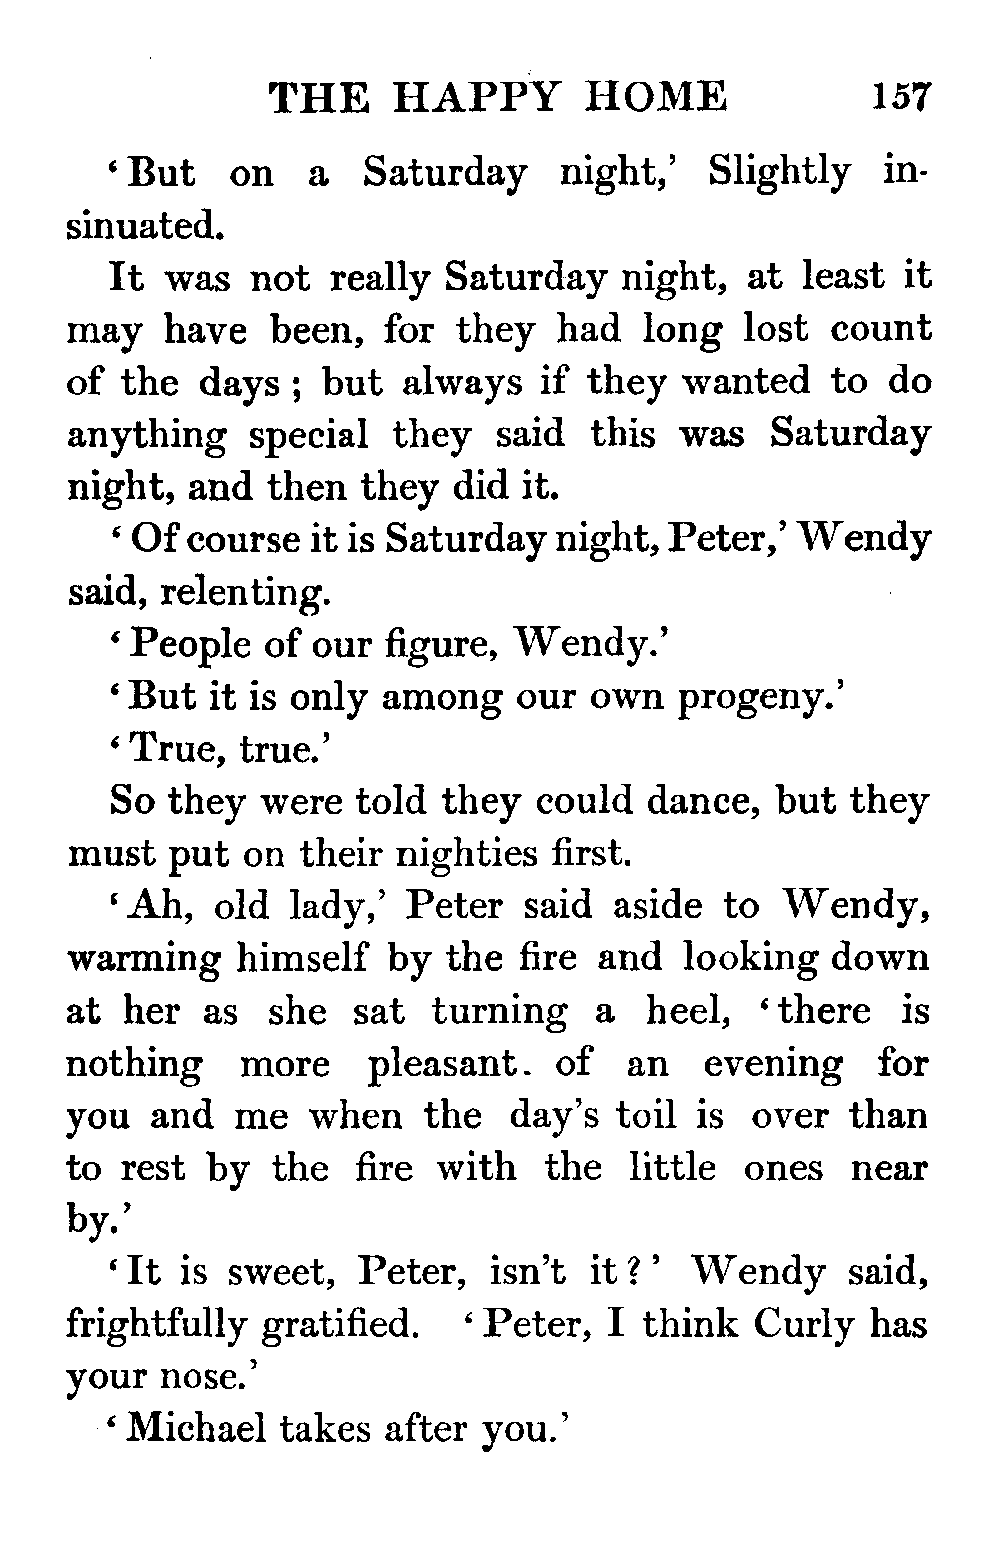 THE HAPPY HOME 157
‘But on a Saturday night,’ Slightly in-
sinuated.
It was not really Saturday night, at least it
may have been, for they had long lost count
of the days ; but always if they wanted to do
anything special they said this was Saturday
night, and then they did it.
‘Of course it is Saturday night, Peter,’ Wendy
said, relenting.
‘People of our figure, Wendy.’
‘But it is only among our own progeny.’
‘True, true.’
So they were told they could dance, but they
must put on their nighties first.
‘Ah, old lady,’ Peter said aside to Wendy,
warming himself by the fire and looking down
at her as she sat turning a heel, ‘there is
nothing more pleasant. of an evening for
you and me when the day’s toil is over than
to rest by the fire with the little ones near
by.’
‘It is sweet, Peter, isn’t it?’ Wendy said,
frightfully gratified. ‘Peter, I think Curly has
your nose.’
‘Michael takes after you.’